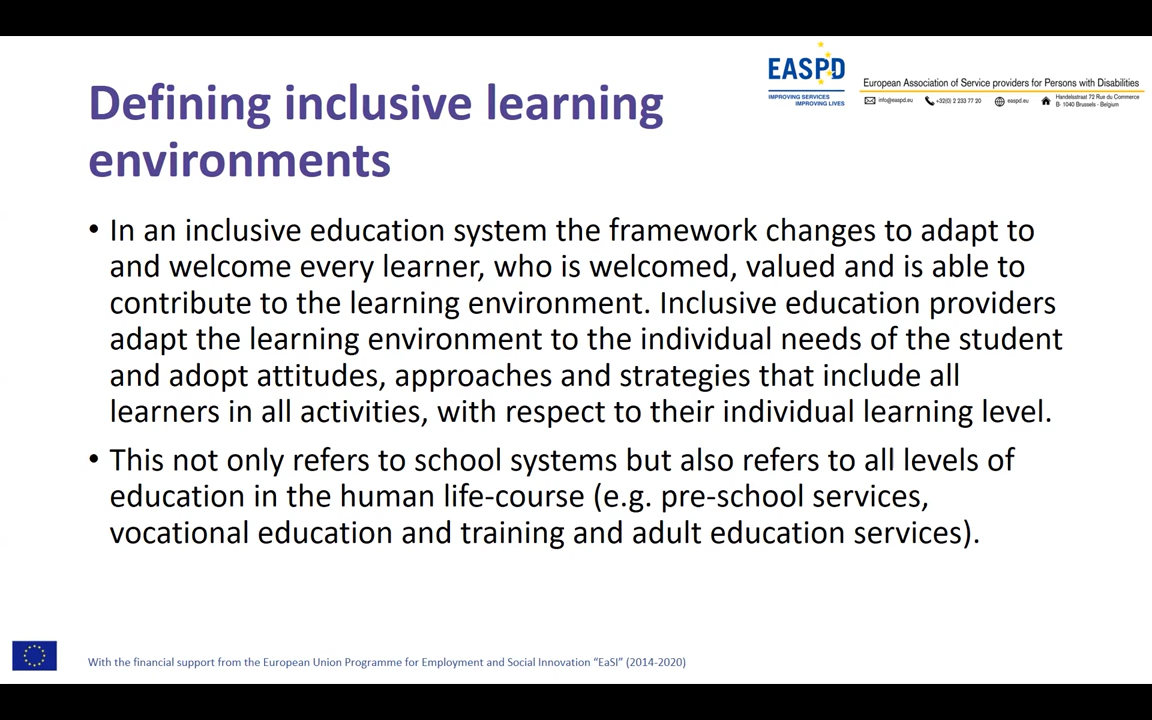 EASPD
IMPROVING SERVICES
IMPROVING LIVES
European Association of Service providers for Persons with Disabilities
info@easpd.eu
+32(0) 2 233 77 20
easpd.eu
Handelsstraat 72 Rue du Commerce
B- 1040 Brussels - Belgium
Defining inclusive learning
environments
• In an inclusive education system the framework changes to adapt to
and welcome every learner, who is welcomed, valued and is able to
contribute to the learning environment. Inclusive education providers
adapt the learning environment to the individual needs of the student
and adopt attitudes, approaches and strategies that include all
learners in all activities, with respect to their individual learning level.
• This not only refers to school systems but also refers to all levels of
education in the human life-course (e.g. pre-school services,
vocational education and training and adult education services).
With the financial support from the European Union Programme for Employment and Social Innovation “EaSI” (2014-2020)